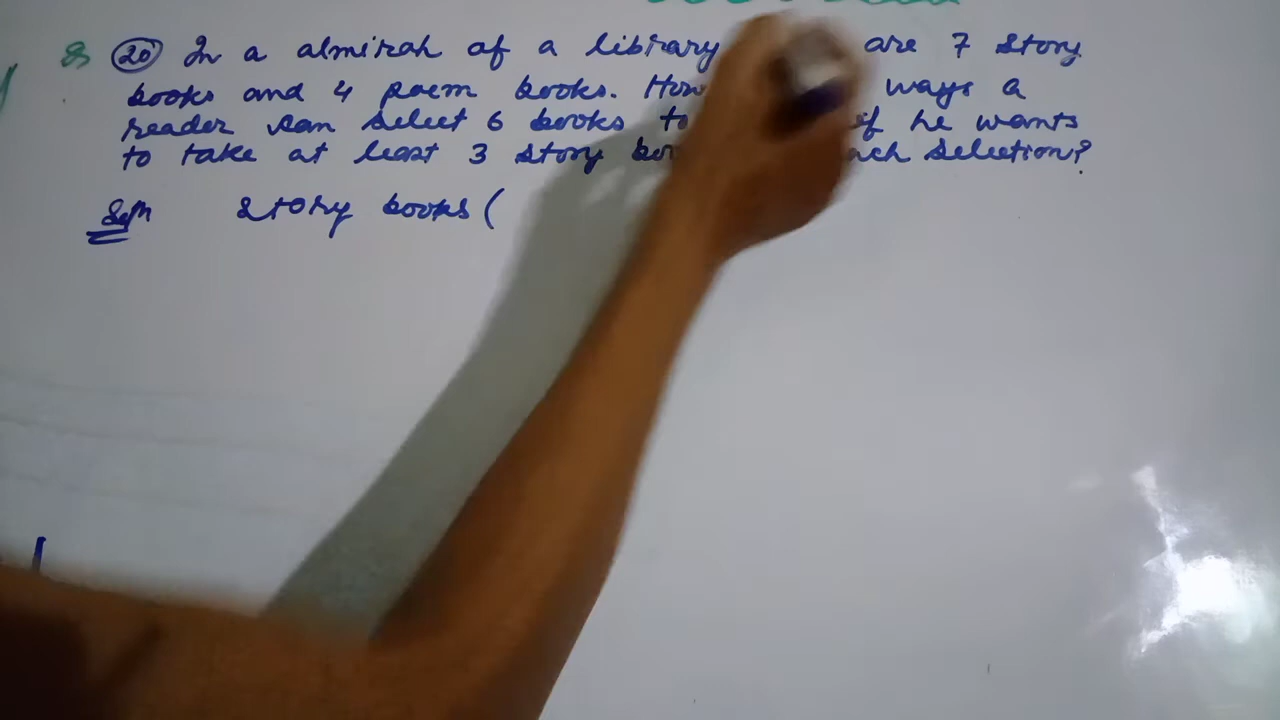 Q (20) In a almirah of a library are 7 story
books and 4 poem books. How ways a
reader can select 6 books to if he wants
to take at least 3 story selection?
Soln story books (